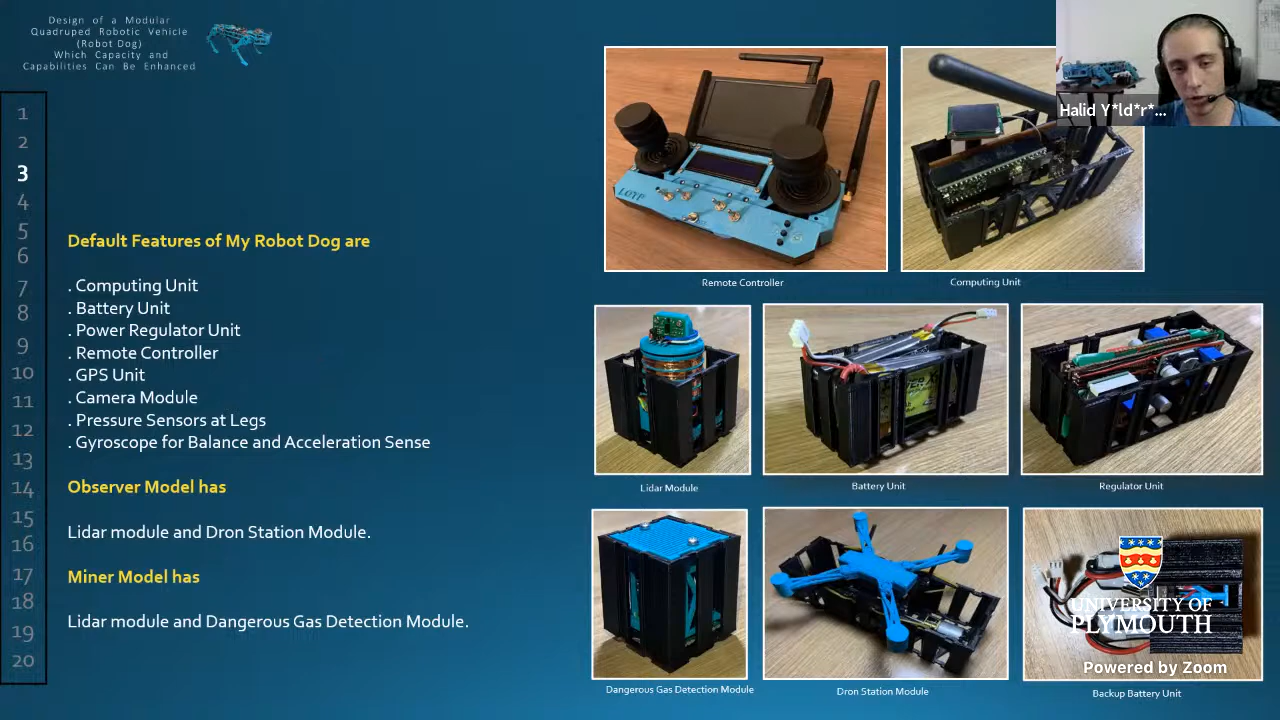 Design of a Modular
Quadruped Robotic Vehicle
(Robot Dog)
Which Capacity and
Capabilities Can Be Enhanced
1
2
3
4
5
6
7
8
9
10
11
12
13
14
15
16
17
18
19
20
Default Features of My Robot Dog are
. Computing Unit
. Battery Unit
. Power Regulator Unit
. Remote Controller
. GPS Unit
. Camera Module
. Pressure Sensors at Legs
. Gyroscope for Balance and Acceleration Sense
Observer Model has
Lidar module and Dron Station Module.
Miner Model has
Lidar module and Dangerous Gas Detection Module.
LOTP
Remote Controller
Computing Unit
Halid Y*ld*r*...
Lidar Module
Battery Unit
Regulator Unit
Dangerous Gas Detection Module
Dron Station Module
UNIVERSITY OF
PLYMOUTH
Powered by Zoom
Backup Battery Unit